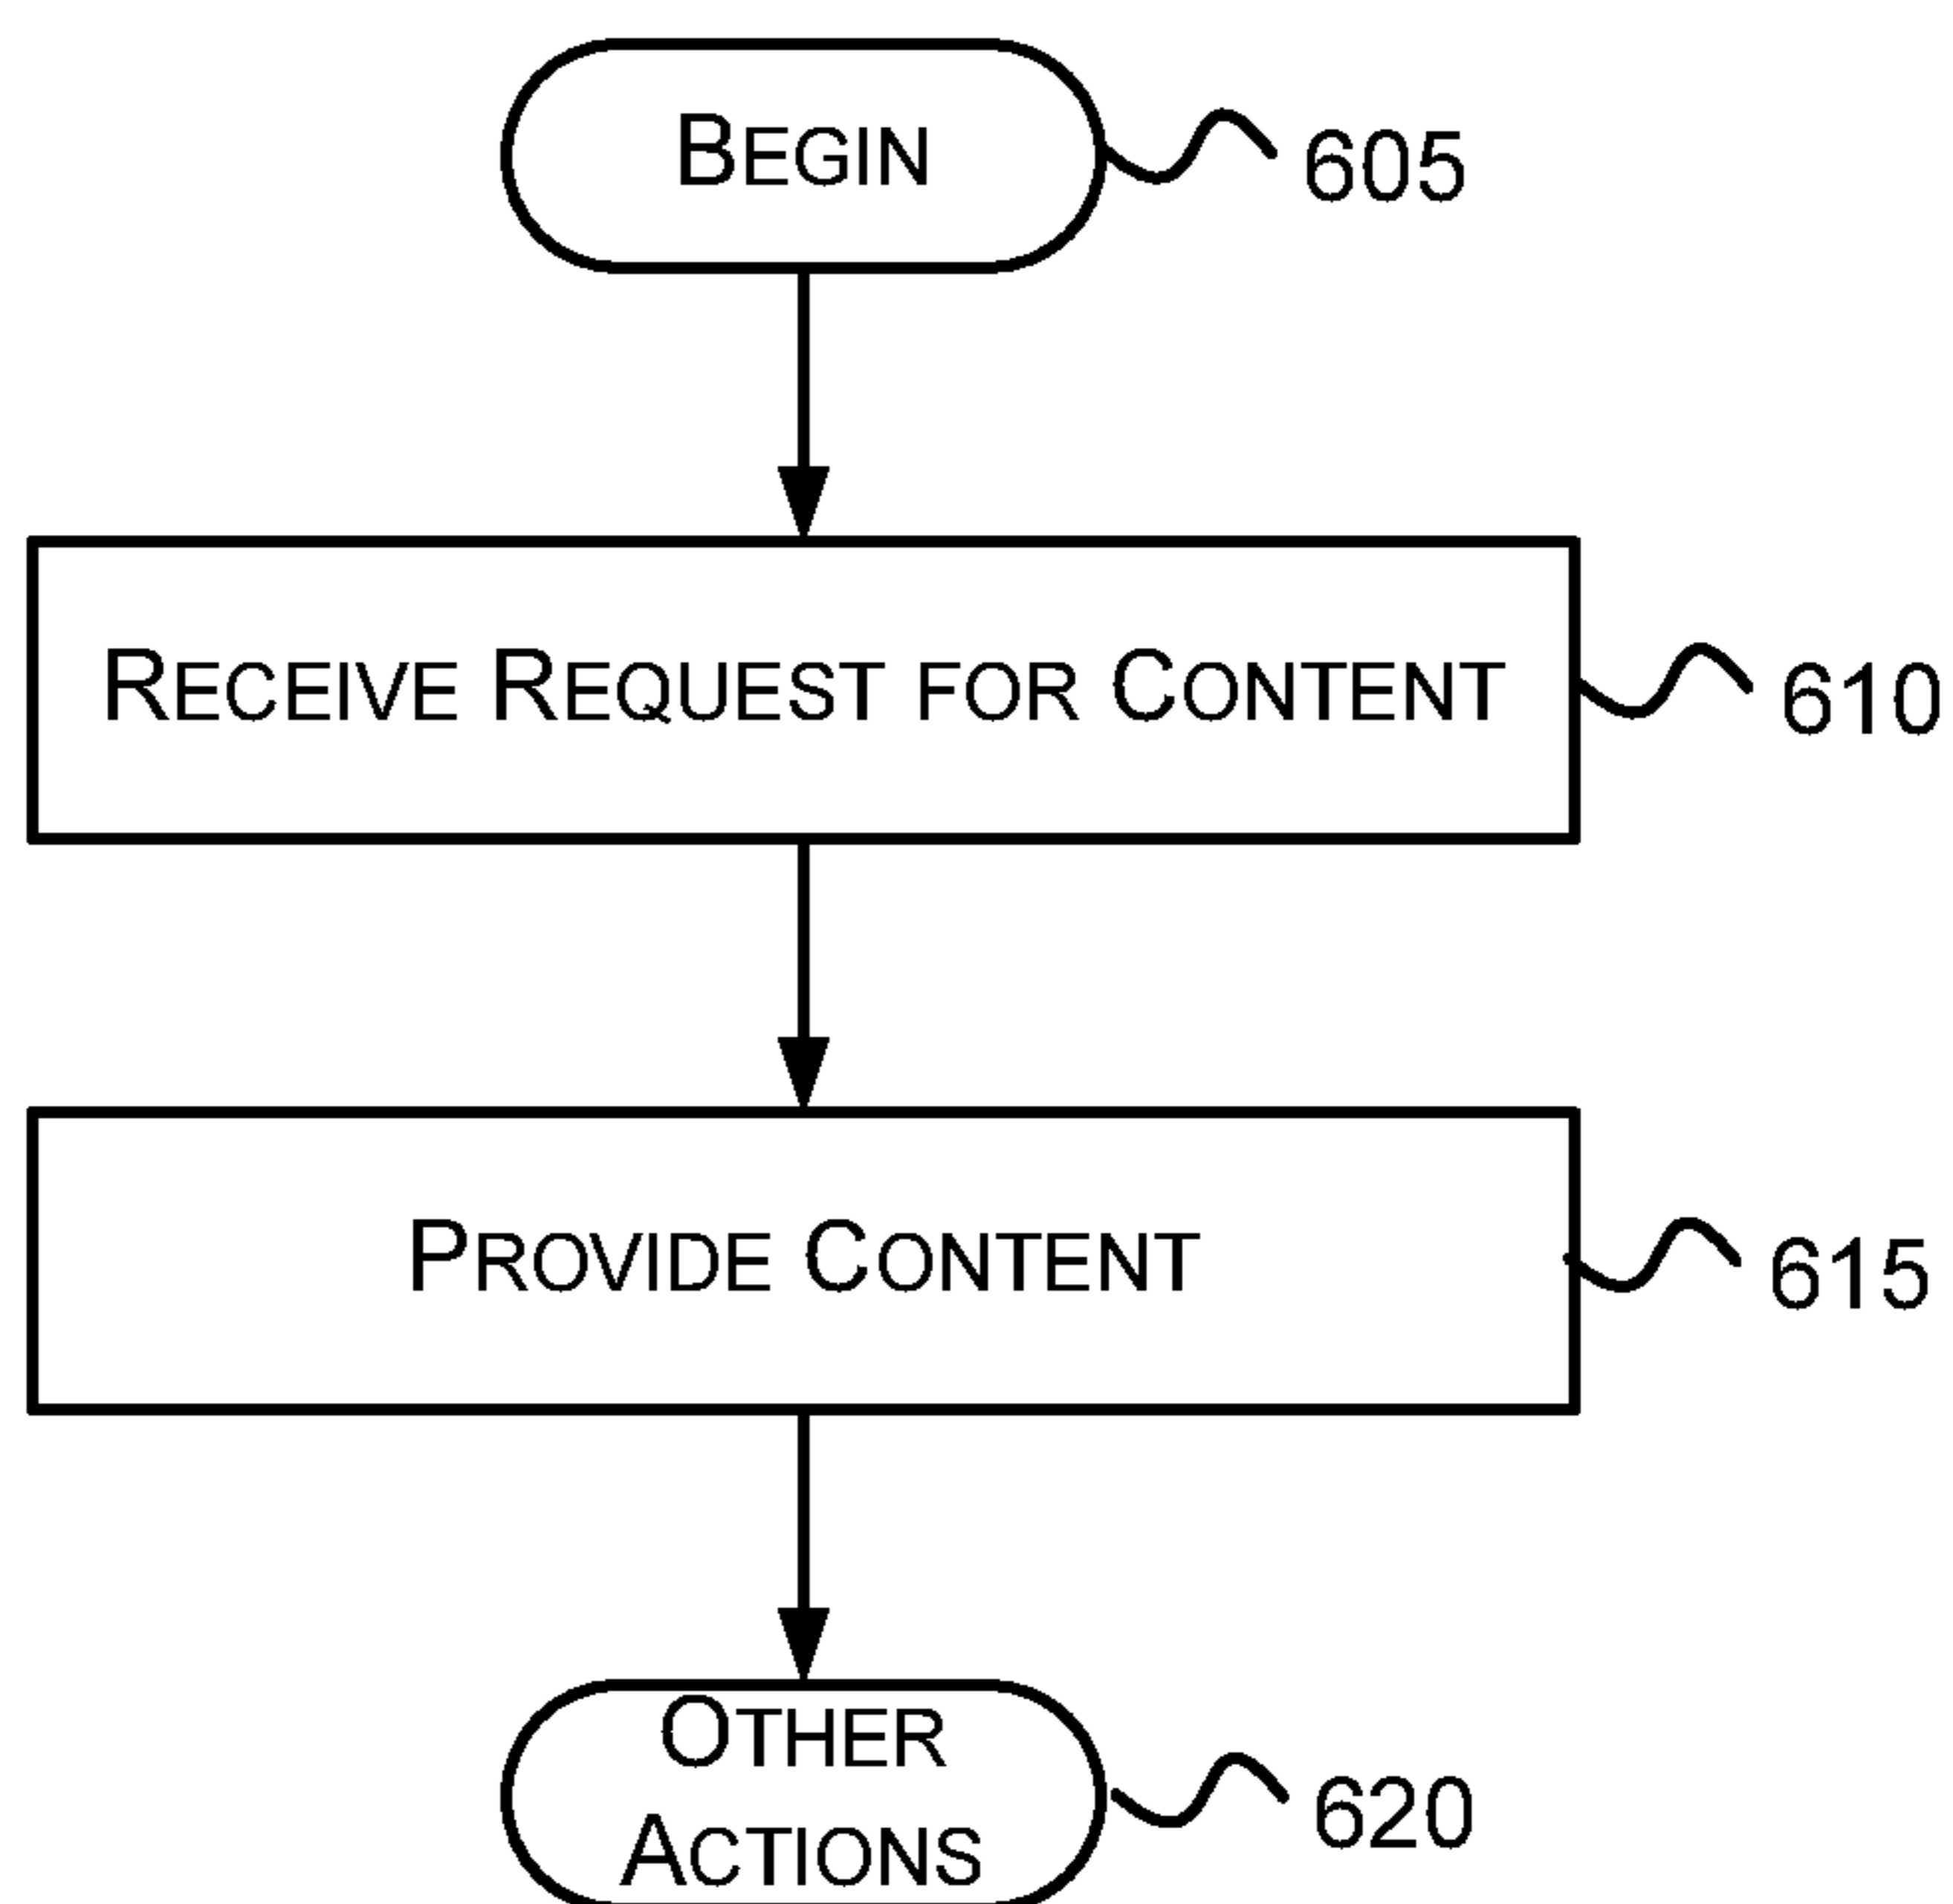 BEGIN
605
RECEIVE REQUEST FOR CONTENT
610
PROVIDE CONTENT
615
OTHER
ACTIONS
620